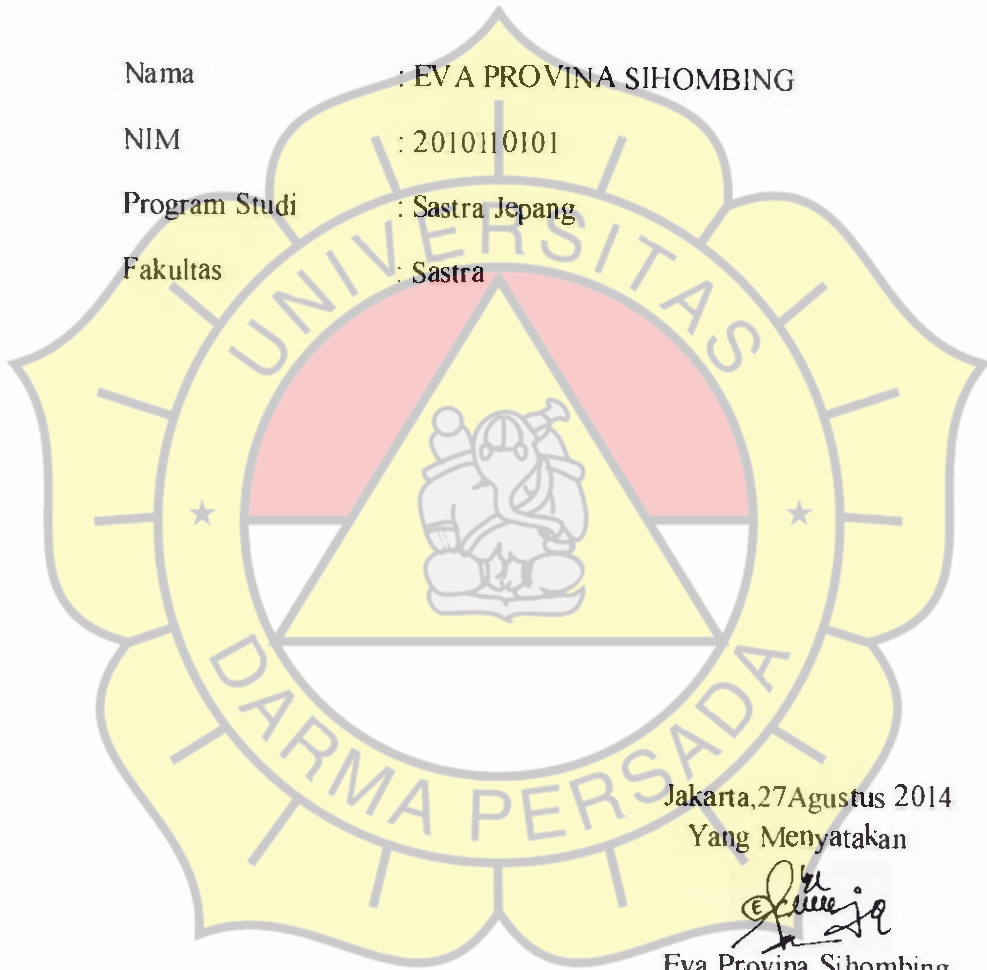 Nama : EVA PROVINA SIHOMBING
NIM : 2010110101
Program Studi : Sastra Jepang
Fakultas : Sastra
UNIVERSITAS
DARMA PERSADA
Jakarta,27Agustus 2014
Yang Menyatakan
Eva Provina Sihombing